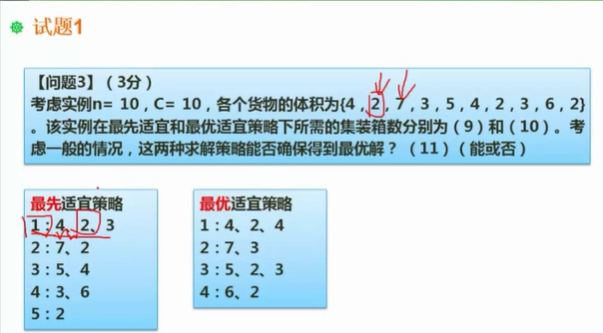 试题1
【问题3】（3分）
考虑实例n= 10，C= 10，各个货物的体积为{4，2，7，3，5，4，2，3，6，2}
。该实例在最先适宜和最优适宜策略下所需的集装箱数分别为（9）和（10）。考
虑一般的情况，这两种求解策略能否确保得到最优解？（11）（能或否）
最先适宜策略
1：4、2、3
2：7、2
3：5、4
4：3、6
5：2
最优适宜策略
1：4、2、4
2：7、3
3：5、2、3
4：6、2